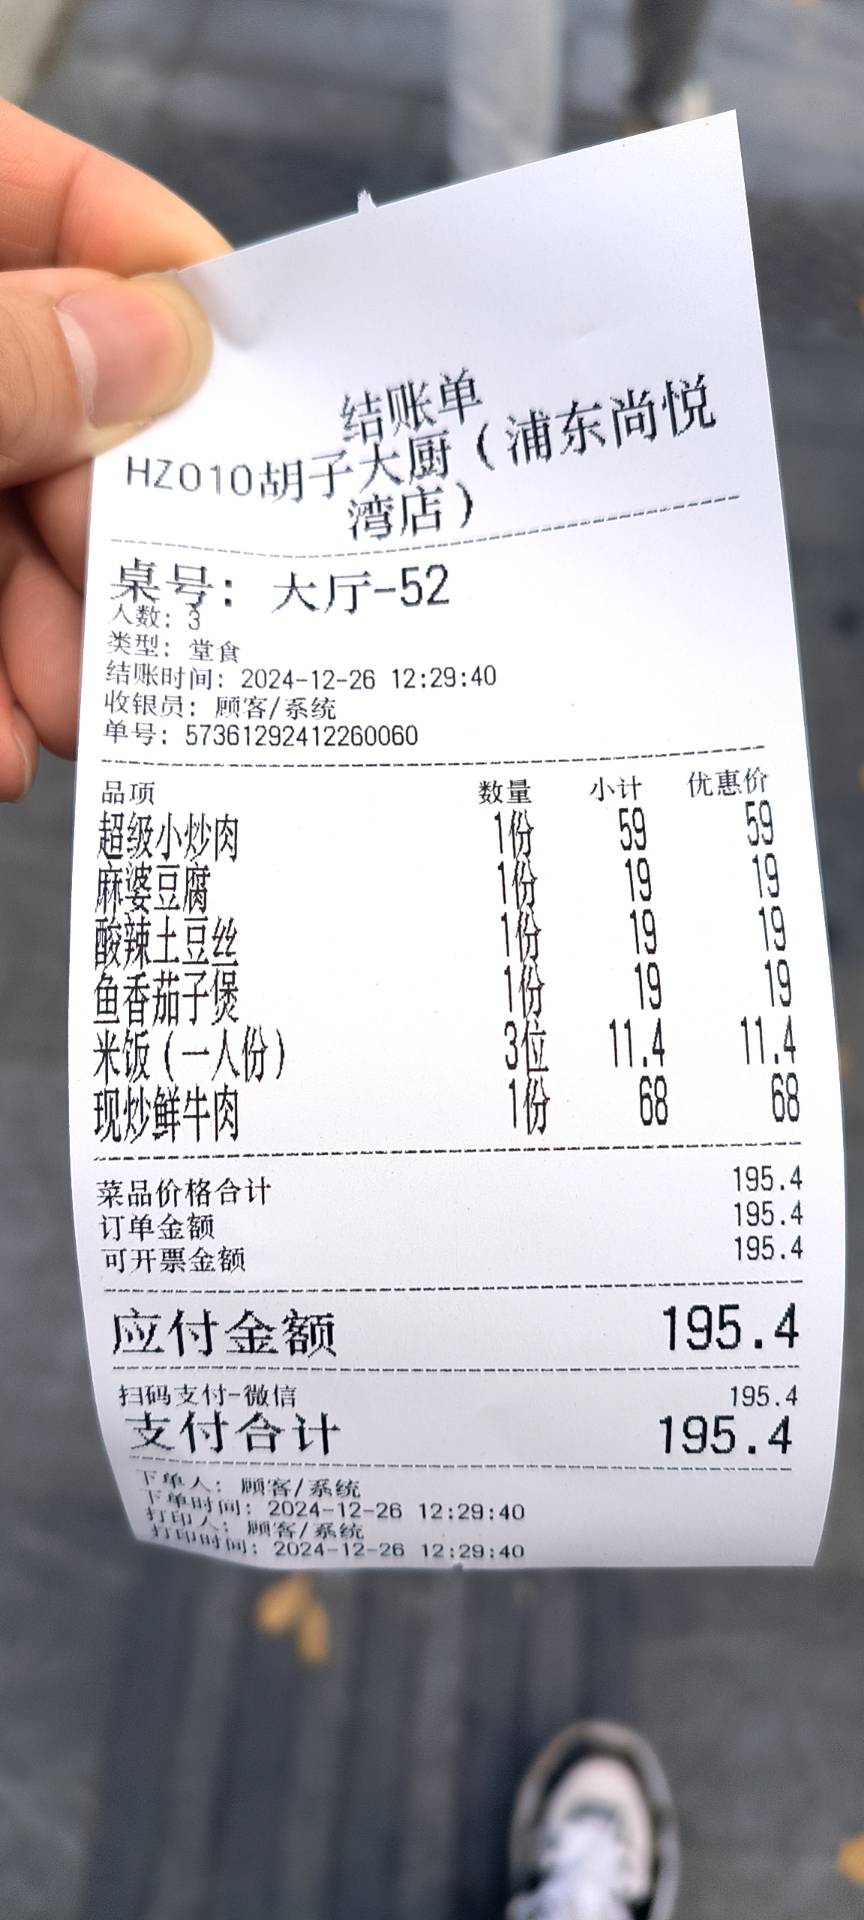 结账单
HZ010胡子大厨（浦东尚悦
湾店）
桌号: 大厅-52
人数: 3
类型: 堂食
结账时间: 2024-12-26 12:29:40
收银员: 顾客/系统
单号: 57361292412260060
品项 数量 小计 优惠价
超级小炒肉 1份 59 59
麻婆豆腐 1份 19 19
酸辣土豆丝 1份 19 19
鱼香茄子煲 1份 19 19
米饭（一人份） 3位 11.4 11.4
现炒鲜牛肉 1份 68 68
菜品价格合计 195.4
订单金额 195.4
可开票金额 195.4
应付金额 195.4
扫码支付-微信 195.4
支付合计 195.4
下单人: 顾客/系统
下单时间: 2024-12-26 12:29:40
打印人: 顾客/系统
打印时间: 2024-12-26 12:29:40